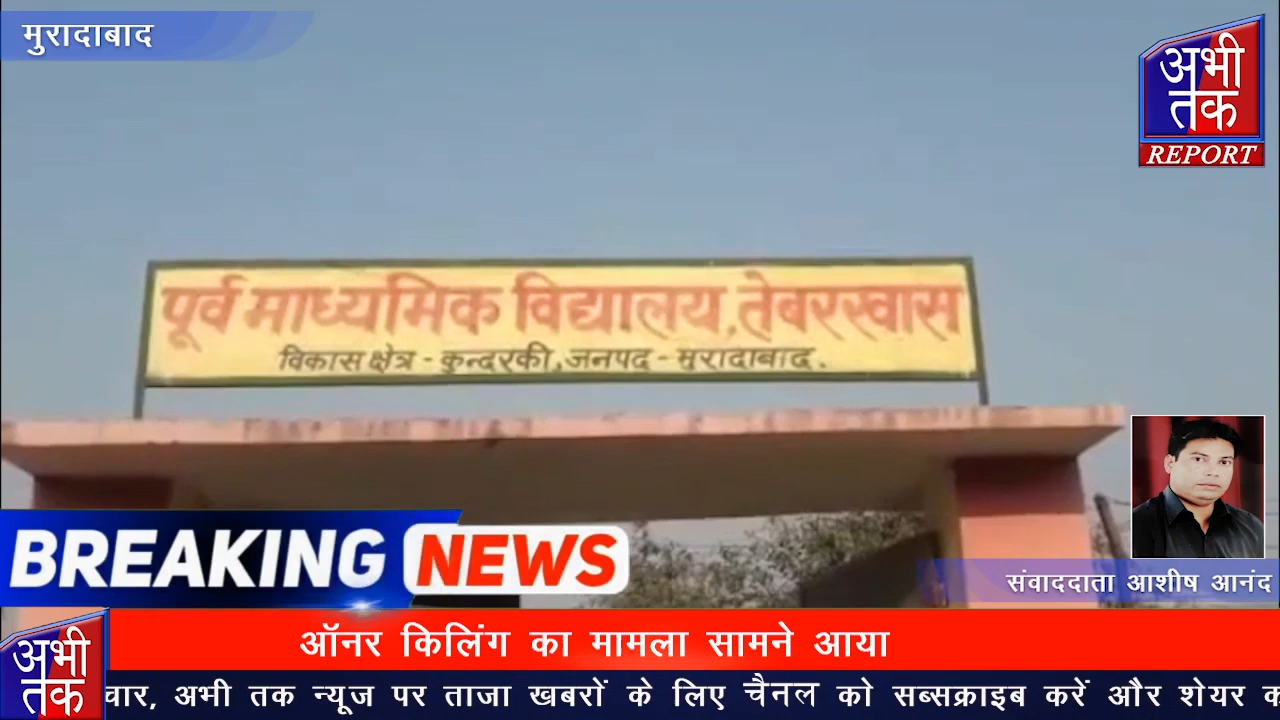 मुरादाबाद
अभी
तक
REPORT
पूर्व माध्यमिक विद्यालय, तेबरखास
विकास क्षेत्र - कुन्दरकी, जनपद - मुरादाबाद.
BREAKING NEWS
संवाददाता आशीष आनंद
ऑनर किलिंग का मामला सामने आया
अभी
तक
चार, अभी तक न्यूज पर ताजा खबरों के लिए चैनल को सब्सक्राइब करें और शेयर क